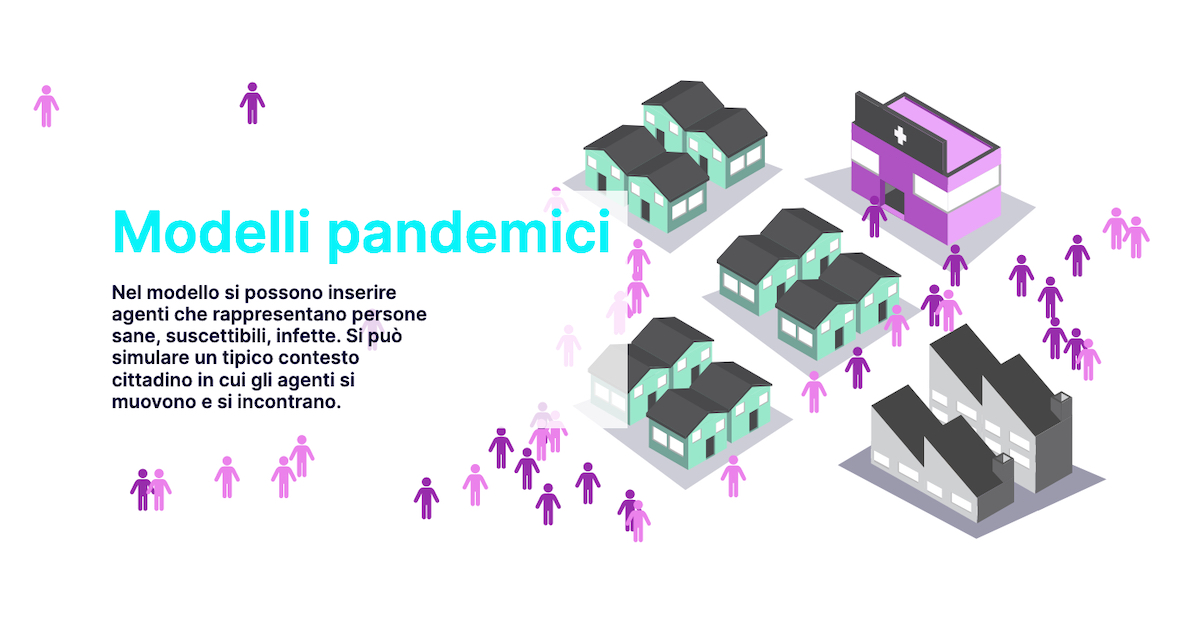 Modelli pandemici
Nel modello si possono inserire
agenti che rappresentano persone
sane, suscettibili, infette. Si può
simulare un tipico contesto
cittadino in cui gli agenti si
muovono e si incontrano.